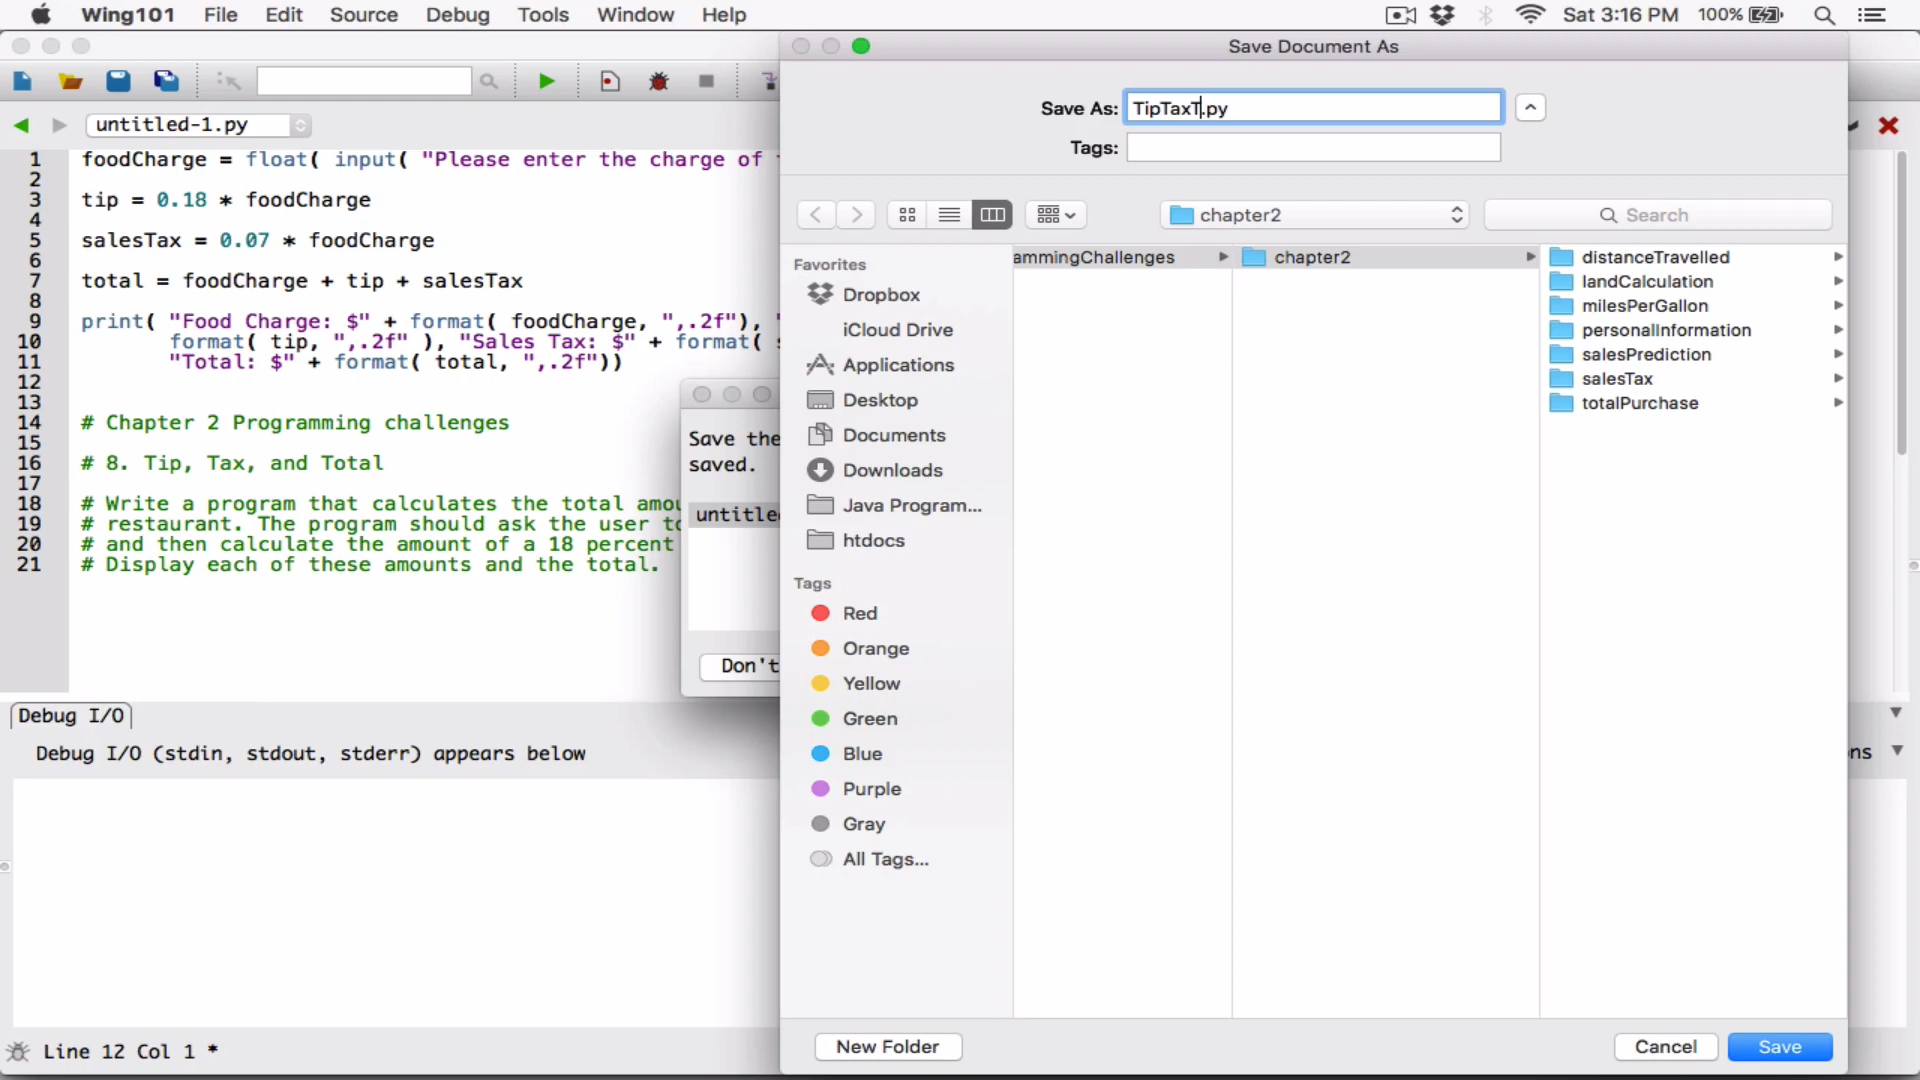 Wing101 File Edit Source Debug Tools Window Help Sat 3:16 PM 100%
Save Document As
Save As: TipTaxT.py
Tags:
untitled-1.py
chapter2 Search
1 foodCharge = float( input( "Please enter the charge of
2
3 tip = 0.18 * foodCharge
4
5 salesTax = 0.07 * foodCharge
6
7 total = foodCharge + tip + salesTax
8
9 print( "Food Charge: $" + format( foodCharge, ",.2f"), "
10 format( tip, ",.2f" ), "Sales Tax: $" + format(
11 "Total: $" + format( total, ",.2f"))
12
13
14 # Chapter 2 Programming challenges
15
16 # 8. Tip, Tax, and Total
17
18 # Write a program that calculates the total amou
19 # restaurant. The program should ask the user to
20 # and then calculate the amount of a 18 percent
21 # Display each of these amounts and the total.
Save the
saved.
untitle
Don't
Favorites
Dropbox
iCloud Drive
Applications
Desktop
Documents
Downloads
Java Program...
htdocs
Tags
Red
Orange
Yellow
Green
Blue
Purple
Gray
All Tags...
ammingChallenges
chapter2
distanceTravelled
landCalculation
milesPerGallon
personalInformation
salesPrediction
salesTax
totalPurchase
Debug I/O
Debug I/O (stdin, stdout, stderr) appears below
ns
Line 12 Col 1 *
New Folder Cancel Save